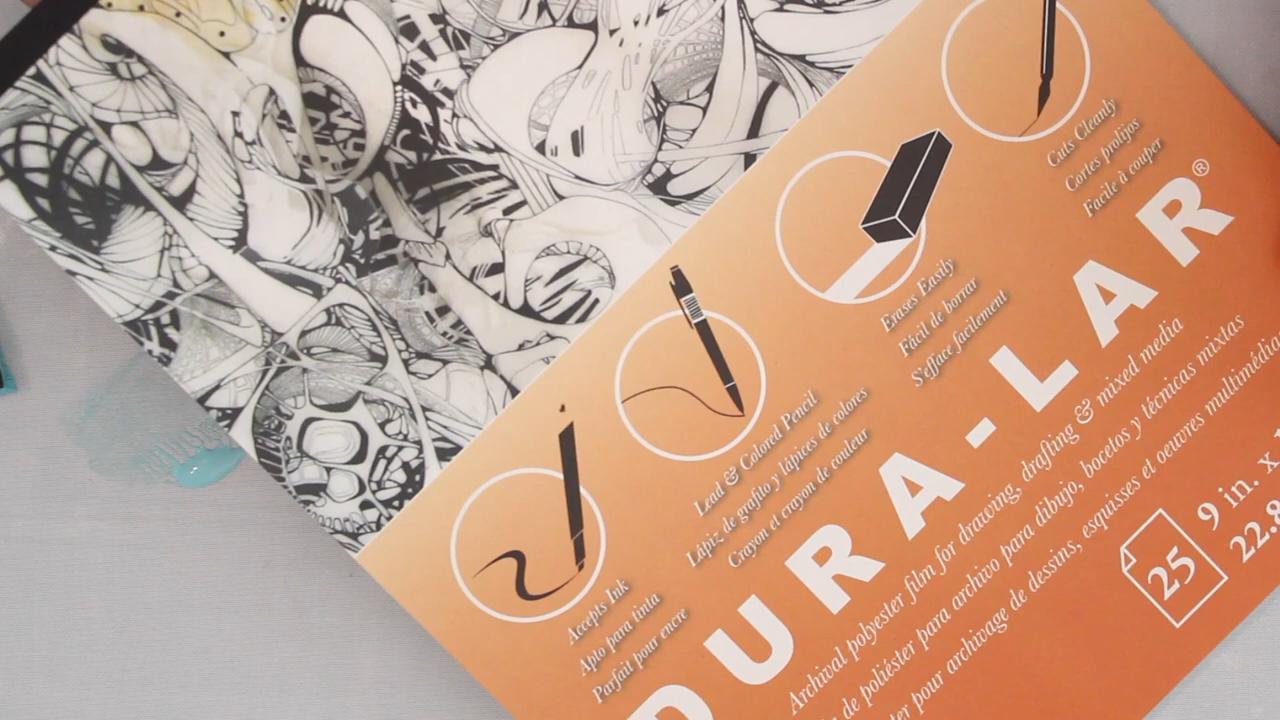 Accepts Ink
Apto para tinta
Parfait pour encre
Lead & Colored Pencil
Lápiz de grafito y lápices de colores
Crayon et crayon de couleur
Erases Easily
Fácil de borrar
S'efface facilement
Cuts Cleanly
Cortes prolijos
Facile à couper
DURA-LAR®
Archival polyester film for drawing, drafting & mixed media
de poliéster para archivo para dibujo, bocetos y técnicas mixtas
pour archivage de dessins, esquisses et oeuvres multimédia
25
9 in. x
22.8